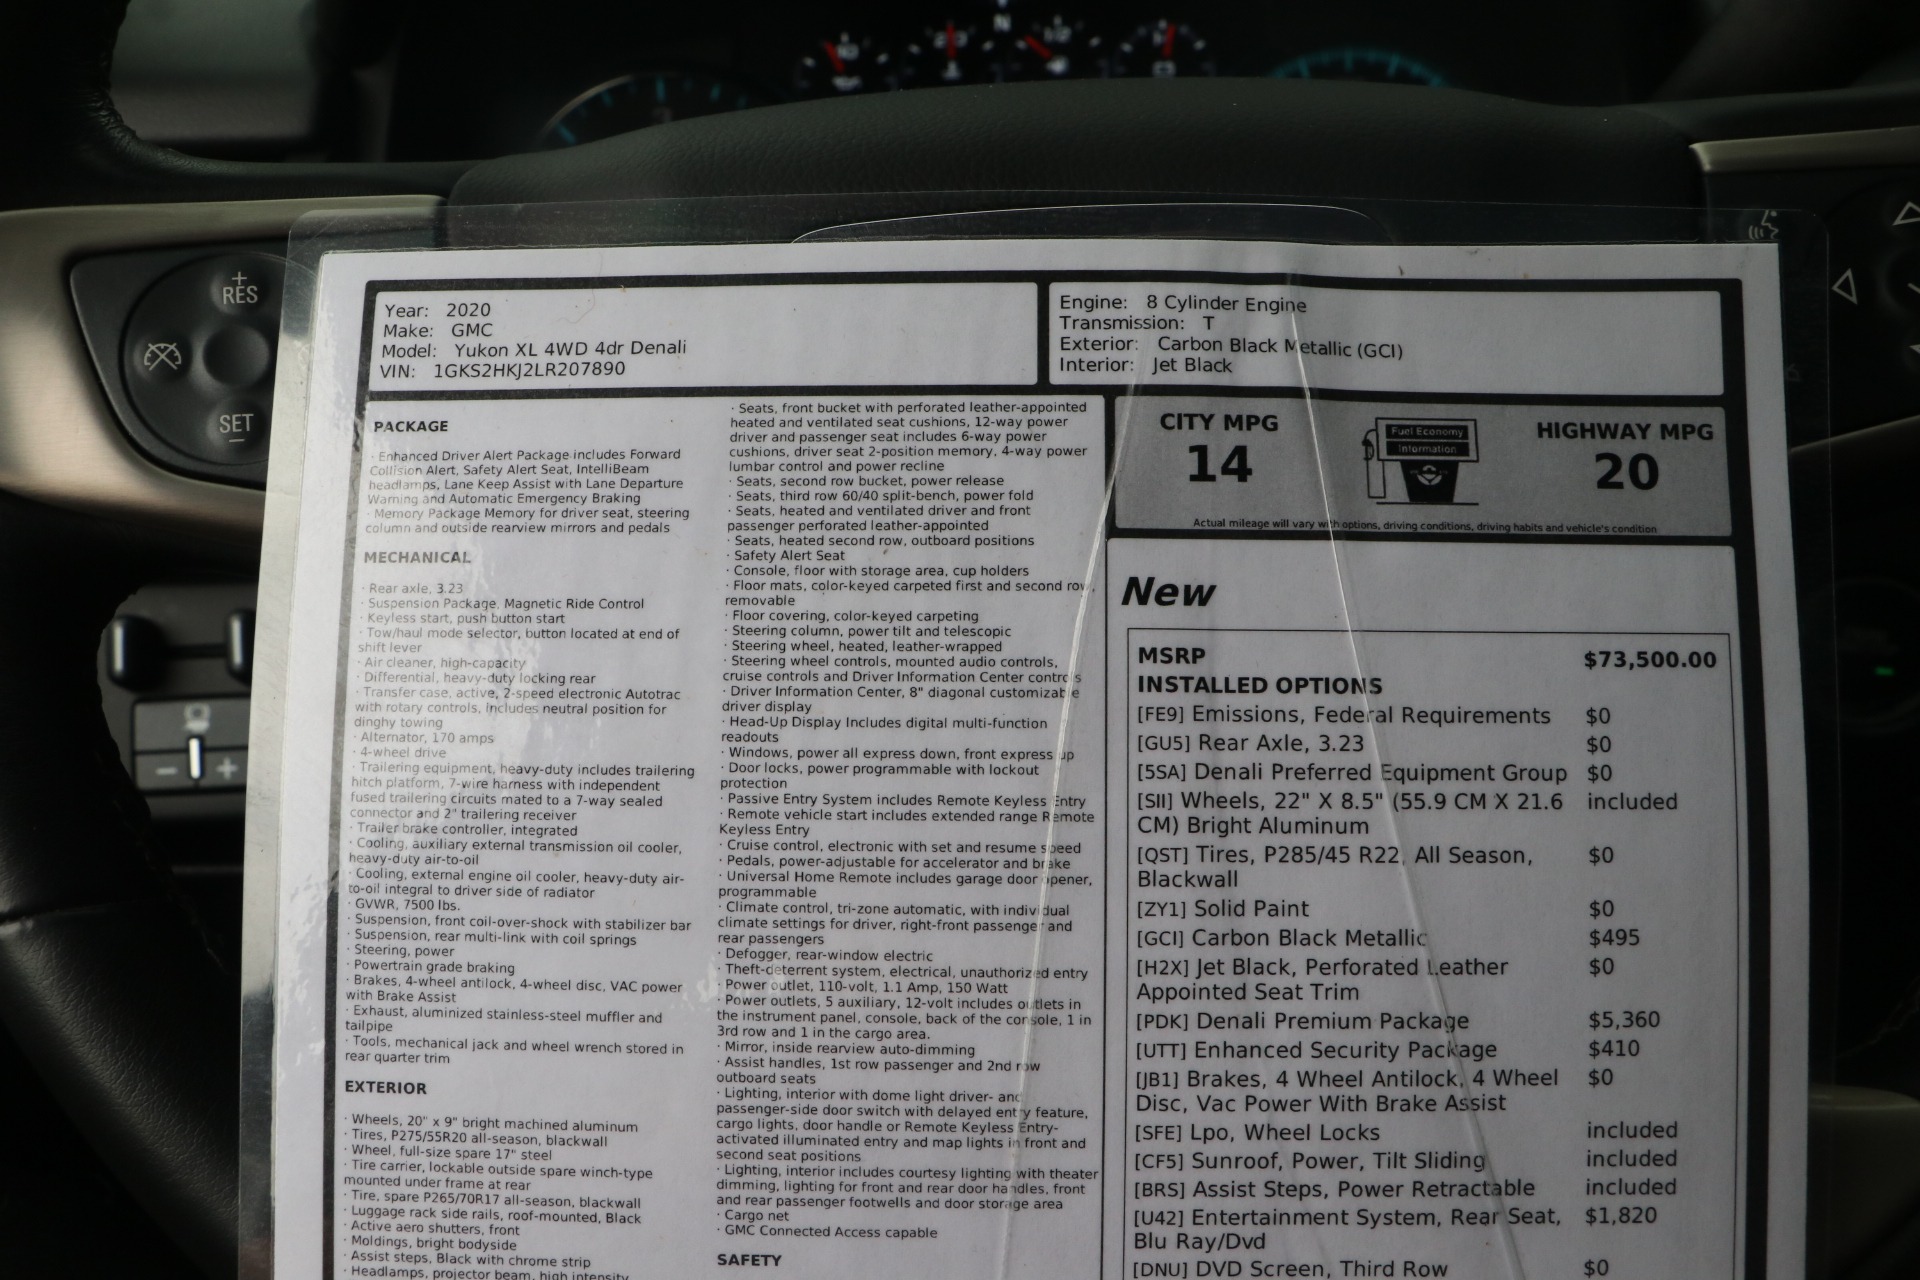 N
RES
SET
Year: 2020
Make: GMC
Model: Yukon XL 4WD 4dr Denali
VIN: 1GKS2HKJ2LR207890
Engine: 8 Cylinder Engine
Transmission: T
Exterior: Carbon Black Metallic (GCI)
Interior: Jet Black
PACKAGE
· Enhanced Driver Alert Package includes Forward
Collision Alert, Safety Alert Seat, IntelliBeam
headlamps, Lane Keep Assist with Lane Departure
Warning and Automatic Emergency Braking
· Memory Package Memory for driver seat, steering
column and outside rearview mirrors and pedals
MECHANICAL
· Rear axle, 3.23
· Suspension Package, Magnetic Ride Control
· Keyless start, push button start
· Tow/haul mode selector, button located at end of
shift lever
· Air cleaner, high-capacity
· Differential, heavy-duty locking rear
· Transfer case, active, 2-speed electronic Autotrac
with rotary controls, includes neutral position for
dinghy towing
· Alternator, 170 amps
· 4-wheel drive
· Trailering equipment, heavy-duty includes trailering
hitch platform, 7-wire harness with independent
fused trailering circuits mated to a 7-way sealed
connector and 2" trailering receiver
· Trailer brake controller, integrated
· Cooling, auxiliary external transmission oil cooler,
heavy-duty air-to-oil
· Cooling, external engine oil cooler, heavy-duty air-
to-oil integral to driver side of radiator
· GVWR, 7500 lbs.
· Suspension, front coil-over-shock with stabilizer bar
· Suspension, rear multi-link with coil springs
· Steering, power
· Powertrain grade braking
· Brakes, 4-wheel antilock, 4-wheel disc, VAC power
with Brake Assist
· Exhaust, aluminized stainless-steel muffler and
tailpipe
· Tools, mechanical jack and wheel wrench stored in
rear quarter trim
EXTERIOR
· Wheels, 20" x 9" bright machined aluminum
· Tires, P275/55R20 all-season, blackwall
· Wheel, full-size spare 17" steel
· Tire carrier, lockable outside spare winch-type
mounted under frame at rear
· Tire, spare P265/70R17 all-season, blackwall
· Luggage rack side rails, roof-mounted, Black
· Active aero shutters, front
· Moldings, bright bodyside
· Assist steps, Black with chrome strip
· Headlamps, projector beam, high intensity
· Seats, front bucket with perforated leather-appointed
heated and ventilated seat cushions, 12-way power
driver and passenger seat includes 6-way power
cushions, driver seat 2-position memory, 4-way power
lumbar control and power recline
· Seats, second row bucket, power release
· Seats, third row 60/40 split-bench, power fold
· Seats, heated and ventilated driver and front
passenger perforated leather-appointed
· Seats, heated second row, outboard positions
· Safety Alert Seat
· Console, floor with storage area, cup holders
· Floor mats, color-keyed carpeted first and second row,
removable
· Floor covering, color-keyed carpeting
· Steering column, power tilt and telescopic
· Steering wheel, heated, leather-wrapped
· Steering wheel controls, mounted audio controls,
cruise controls and Driver Information Center controls
· Driver Information Center, 8" diagonal customizable
driver display
· Head-Up Display Includes digital multi-function
readouts
· Windows, power all express down, front express up
· Door locks, power programmable with lockout
protection
· Passive Entry System includes Remote Keyless Entry
· Remote vehicle start includes extended range Remote
Keyless Entry
· Cruise control, electronic with set and resume speed
· Pedals, power-adjustable for accelerator and brake
· Universal Home Remote includes garage door opener,
programmable
· Climate control, tri-zone automatic, with individual
climate settings for driver, right-front passenger and
rear passengers
· Defogger, rear-window electric
· Theft-deterrent system, electrical, unauthorized entry
· Power outlet, 110-volt, 1.1 Amp, 150 Watt
· Power outlets, 5 auxiliary, 12-volt includes outlets in
the instrument panel, console, back of the console, 1 in
3rd row and 1 in the cargo area.
· Mirror, inside rearview auto-dimming
· Assist handles, 1st row passenger and 2nd row
outboard seats
· Lighting, interior with dome light driver- and
passenger-side door switch with delayed entry feature,
cargo lights, door handle or Remote Keyless Entry-
activated illuminated entry and map lights in front and
second seat positions
· Lighting, interior includes courtesy lighting with theater
dimming, lighting for front and rear door handles, front
and rear passenger footwells and door storage area
· Cargo net
· GMC Connected Access capable
SAFETY
CITY MPG
14
Fuel Economy
Information
HIGHWAY MPG
20
Actual mileage will vary with options, driving conditions, driving habits and vehicle's condition
New
MSRP $73,500.00
INSTALLED OPTIONS
[FE9] Emissions, Federal Requirements $0
[GU5] Rear Axle, 3.23 $0
[5SA] Denali Preferred Equipment Group $0
[SII] Wheels, 22" X 8.5" (55.9 CM X 21.6 included
CM) Bright Aluminum
[QST] Tires, P285/45 R22, All Season, $0
Blackwall
[ZY1] Solid Paint $0
[GCI] Carbon Black Metallic $495
[H2X] Jet Black, Perforated Leather $0
Appointed Seat Trim
[PDK] Denali Premium Package $5,360
[UTT] Enhanced Security Package $410
[JB1] Brakes, 4 Wheel Antilock, 4 Wheel $0
Disc, Vac Power With Brake Assist
[SFE] Lpo, Wheel Locks included
[CF5] Sunroof, Power, Tilt Sliding included
[BRS] Assist Steps, Power Retractable included
[U42] Entertainment System, Rear Seat, $1,820
Blu Ray/Dvd
[DNU] DVD Screen, Third Row $0